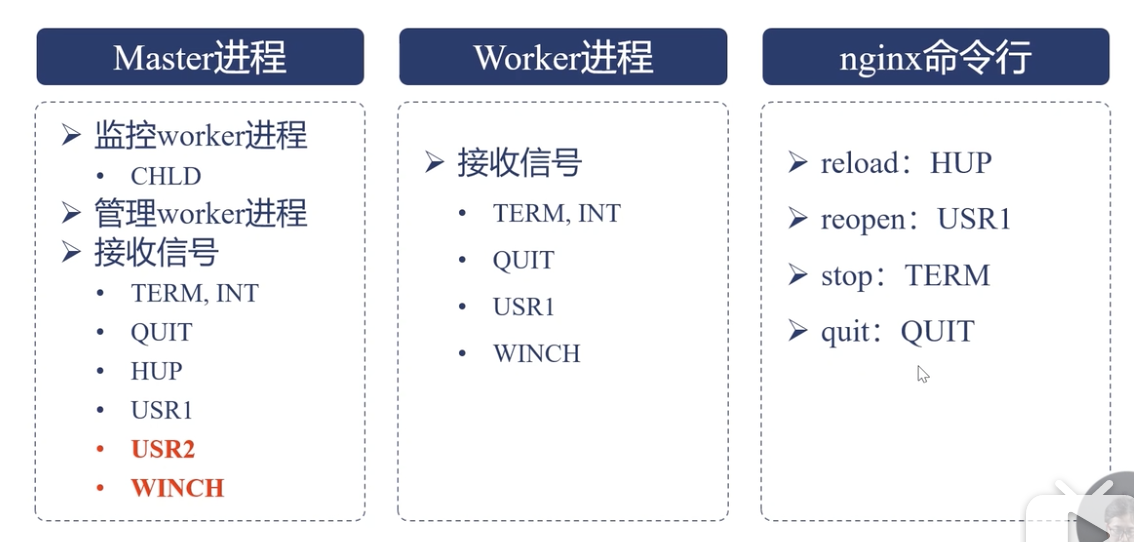 Master进程
监控worker进程
CHLD
管理worker进程
接收信号
TERM, INT
QUIT
HUP
USR1
USR2
WINCH
Worker进程
接收信号
TERM, INT
QUIT
USR1
WINCH
nginx命令行
reload：HUP
reopen：USR1
stop：TERM
quit：QUIT